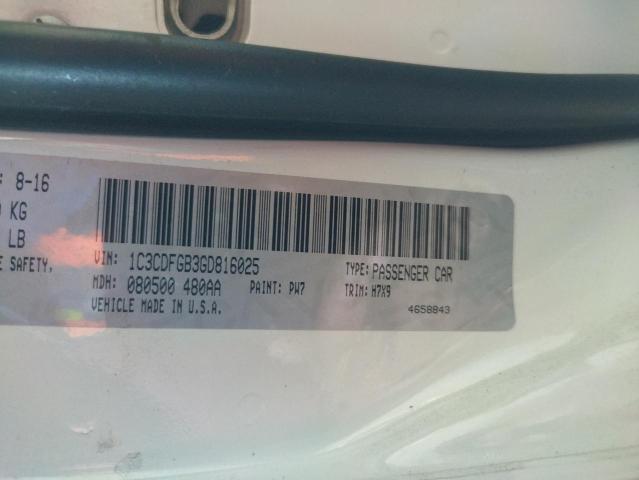 : 8-16
KG
LB
E SAFETY,
VIN: 1C3CDFGB3GD816025 TYPE: PASSENGER CAR
MDH: 080500 480AA PAINT: PW7 TRIM: H7X9
VEHICLE MADE IN U.S.A. 4658843